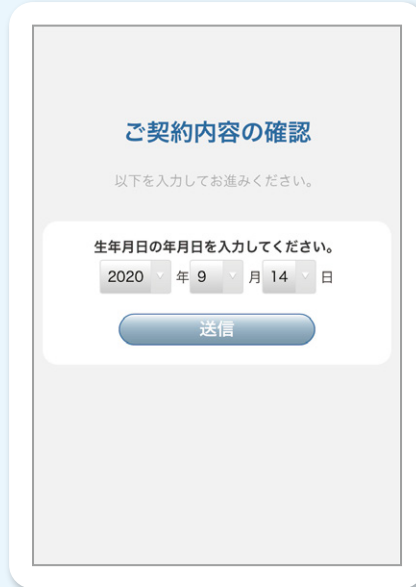 ご契約内容の確認
以下を入力してお進みください。
生年月日の年月日を入力してください。
2020 年 9 月 14 日
送信